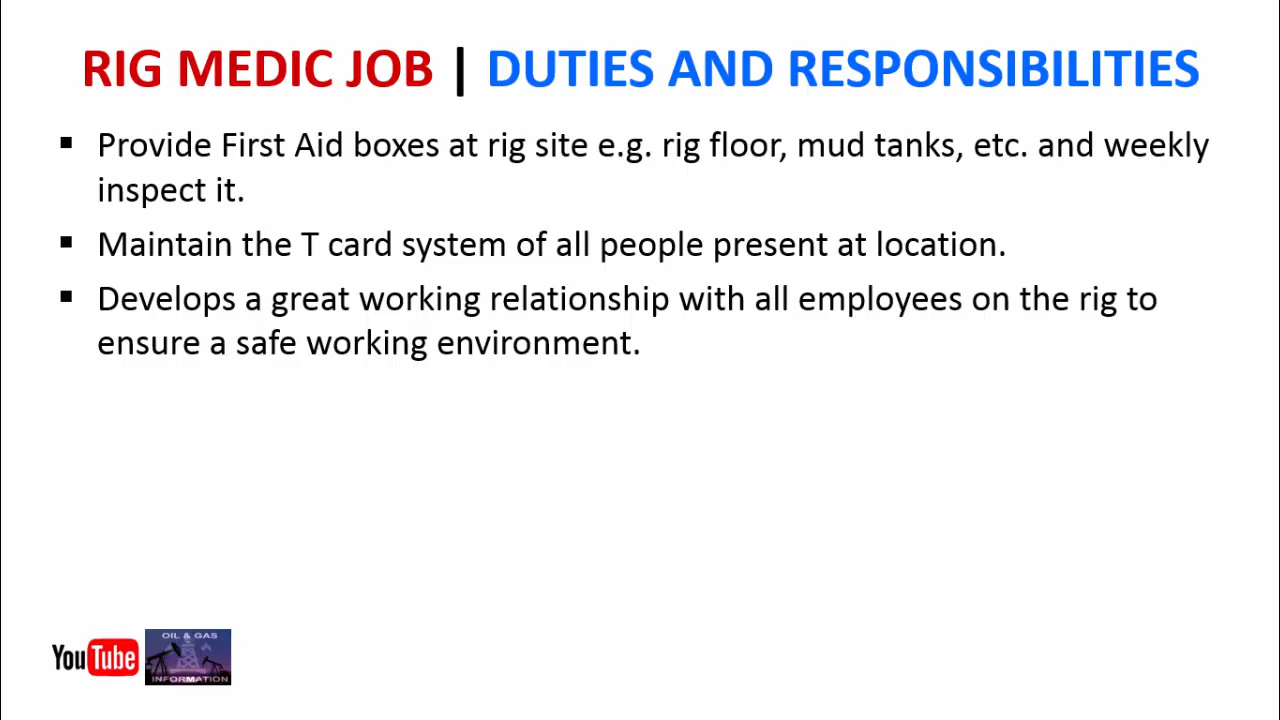 RIG MEDIC JOB | DUTIES AND RESPONSIBILITIES
▪ Provide First Aid boxes at rig site e.g. rig floor, mud tanks, etc. and weekly
inspect it.
▪ Maintain the T card system of all people present at location.
▪ Develops a great working relationship with all employees on the rig to
ensure a safe working environment.
OIL & GAS
YouTube
INFORMATION